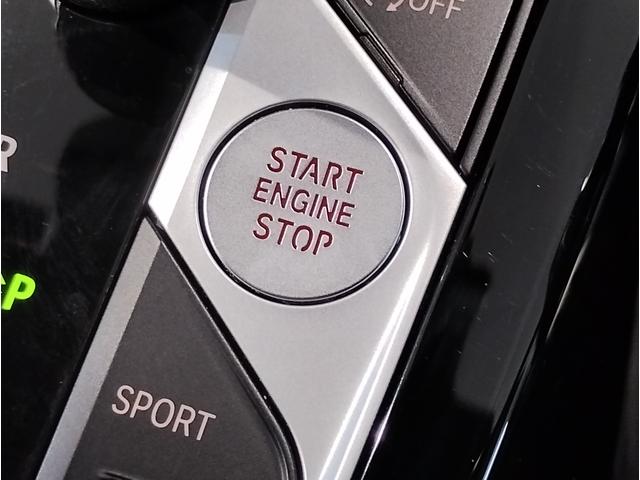 OFF
R
START
ENGINE
STOP
SPORT